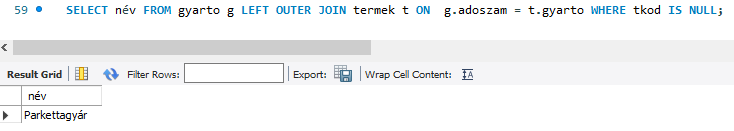 59 SELECT név FROM gyarto g LEFT OUTER JOIN termek t ON g.adoszam = t.gyarto WHERE tkod IS NULL;
Result Grid Filter Rows: Export: Wrap Cell Content: IA
név
Parkettagyár